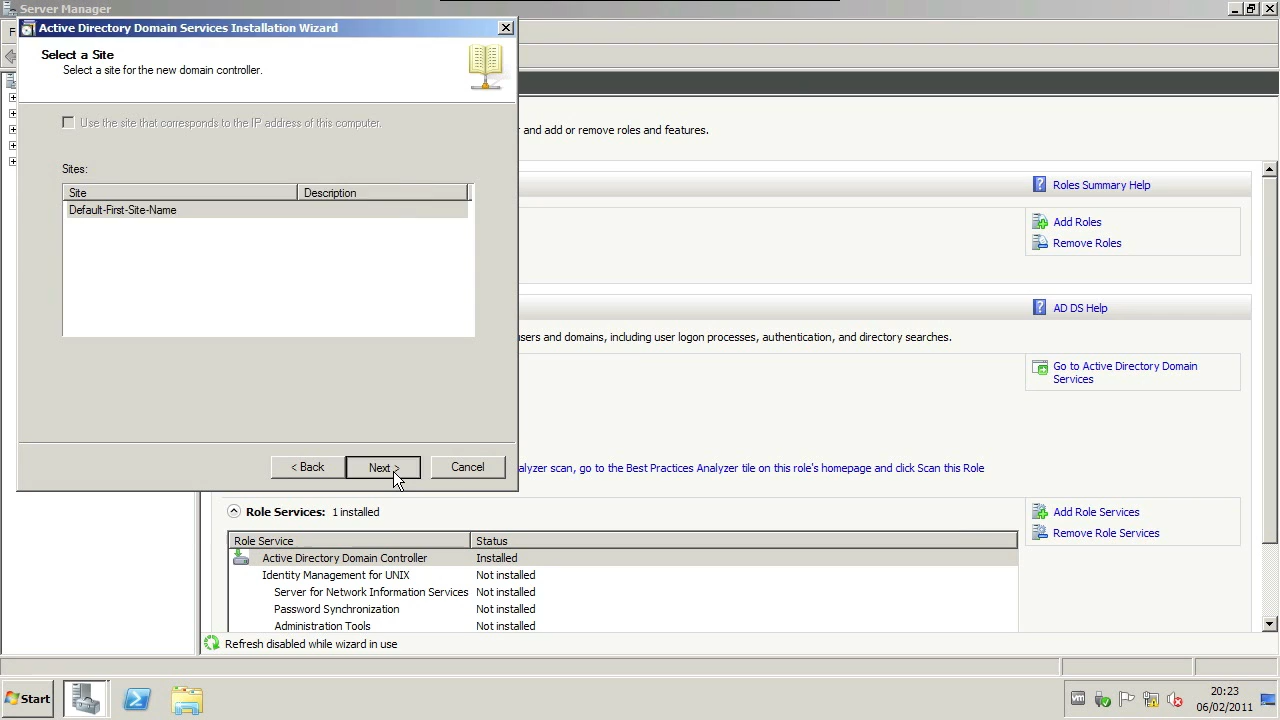 Server Manager
Active Directory Domain Services Installation Wizard
Select a Site
Select a site for the new domain controller.
F
Use the site that corresponds to the IP address of this computer.
Sites:
Site Description
Default-First-Site-Name
< Back Next > Cancel
r and add or remove roles and features.
Roles Summary Help
Add Roles
Remove Roles
AD DS Help
users and domains, including user logon processes, authentication, and directory searches.
Go to Active Directory Domain
Services
alyzer scan, go to the Best Practices Analyzer tile on this role's homepage and click Scan this Role
Role Services: 1 installed
Add Role Services
Remove Role Services
Role Service Status
Active Directory Domain Controller Installed
Identity Management for UNIX Not installed
Server for Network Information Services Not installed
Password Synchronization Not installed
Administration Tools Not installed
Refresh disabled while wizard in use
Start
20:23
06/02/2011